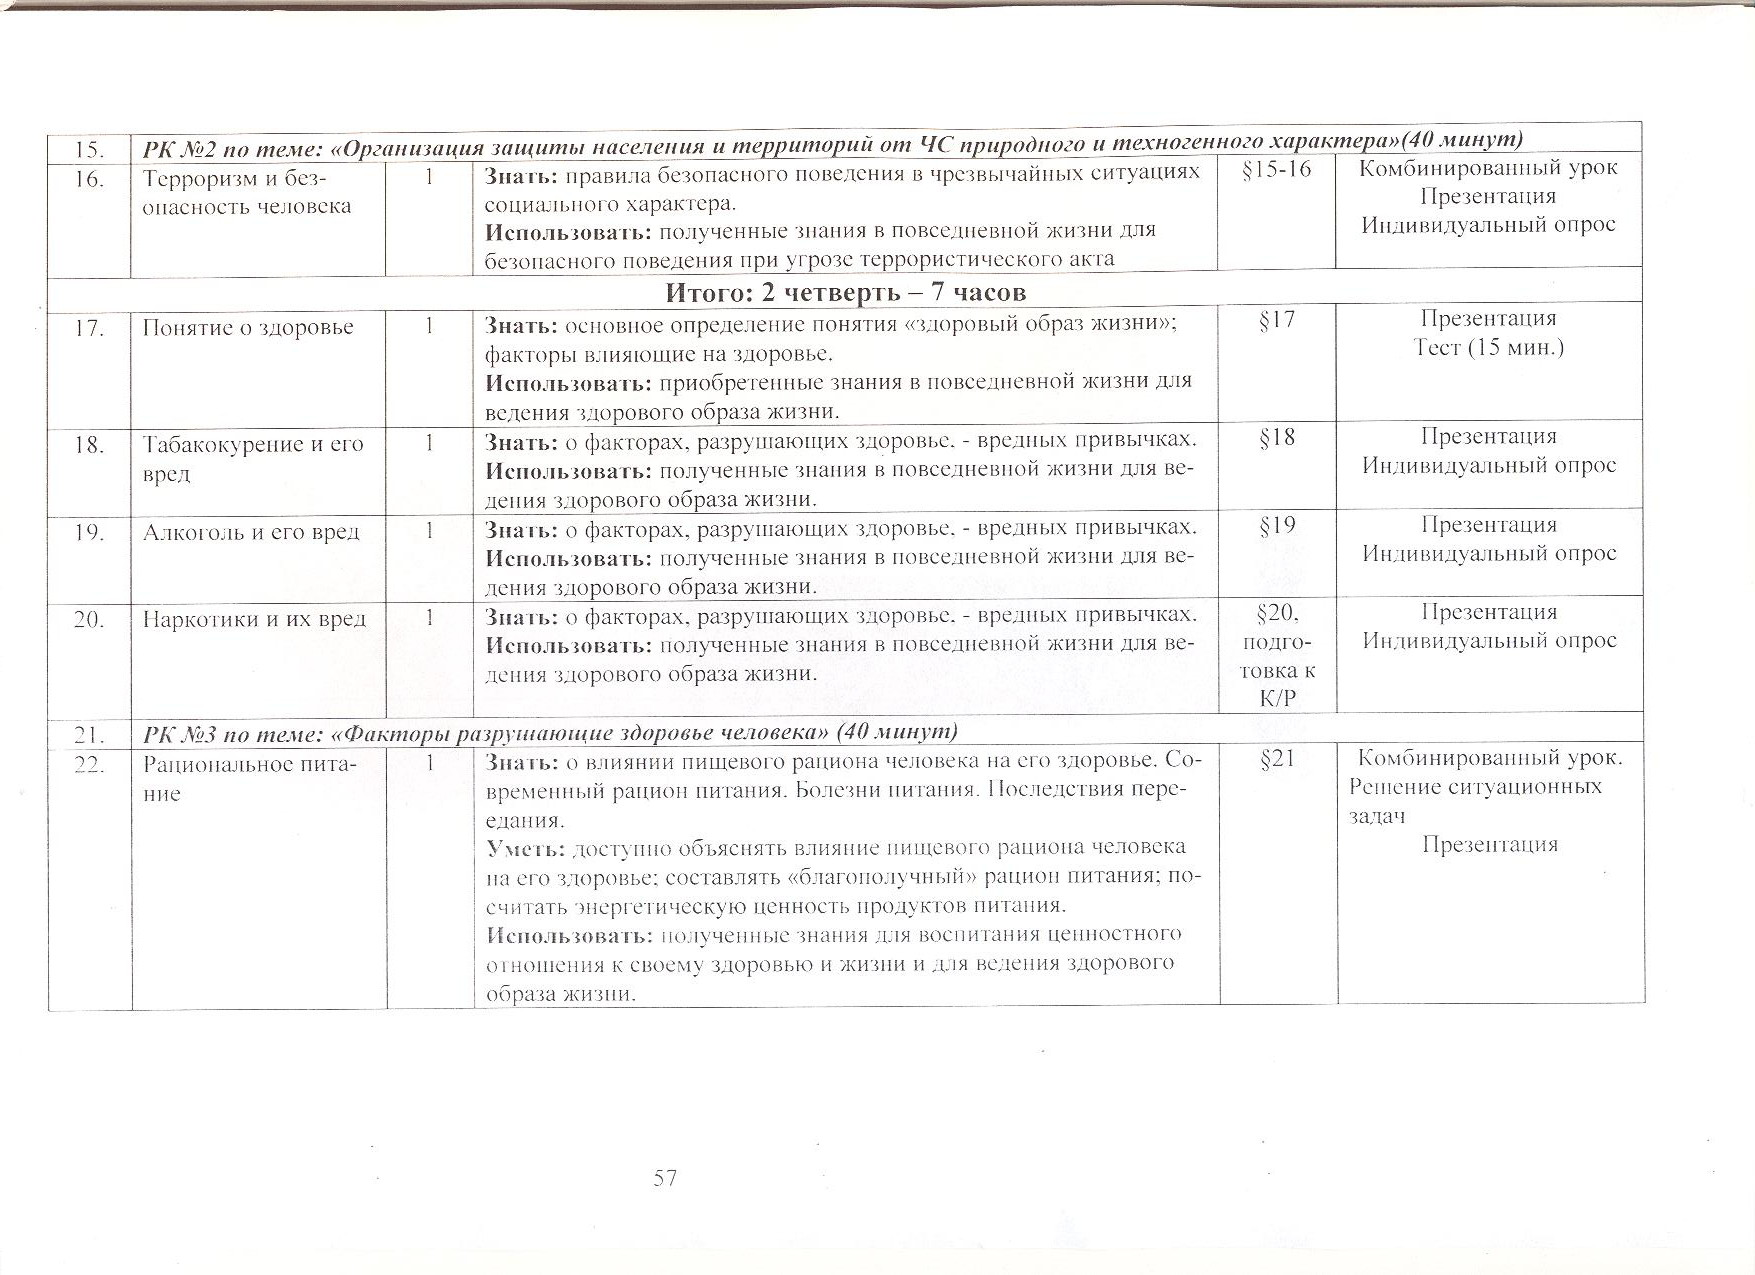 15.
РК №2 по теме: «Организация защиты населения и территорий от ЧС природного и техногенного характера»(40 минут)
16.
Терроризм и без-
опасность человека
1
Знать: правила безопасного поведения в чрезвычайных ситуациях
социального характера.
Использовать: полученные знания в повседневной жизни для
безопасного поведения при угрозе террористического акта
§15-16
Комбинированный урок
Презентация
Индивидуальный опрос
Итого: 2 четверть – 7 часов
17.
Понятие о здоровье
1
Знать: основное определение понятия «здоровый образ жизни»;
факторы влияющие на здоровье.
Использовать: приобретенные знания в повседневной жизни для
ведения здорового образа жизни.
§17
Презентация
Тест (15 мин.)
18.
Табакокурение и его
вред
1
Знать: о факторах, разрушающих здоровье, - вредных привычках.
Использовать: полученные знания в повседневной жизни для ве-
дения здорового образа жизни.
§18
Презентация
Индивидуальный опрос
19.
Алкоголь и его вред
1
Знать: о факторах, разрушающих здоровье, - вредных привычках.
Использовать: полученные знания в повседневной жизни для ве-
дения здорового образа жизни.
§19
Презентация
Индивидуальный опрос
20.
Наркотики и их вред
1
Знать: о факторах, разрушающих здоровье, - вредных привычках.
Использовать: полученные знания в повседневной жизни для ве-
дения здорового образа жизни.
§20,
подго-
товка к
К/Р
Презентация
Индивидуальный опрос
21.
РК №3 по теме: «Факторы разрушающие здоровье человека» (40 минут)
22.
Рациональное пита-
ние
1
Знать: о влиянии пищевого рациона человека на его здоровье. Со-
временный рацион питания. Болезни питания. Последствия пере-
едания.
Уметь: доступно объяснять влияние пищевого рациона человека
на его здоровье; составлять «благополучный» рацион питания; по-
считать энергетическую ценность продуктов питания.
Использовать: полученные знания для воспитания ценностного
отношения к своему здоровью и жизни и для ведения здорового
образа жизни.
§21
Комбинированный урок.
Решение ситуационных
задач
Презентация
57